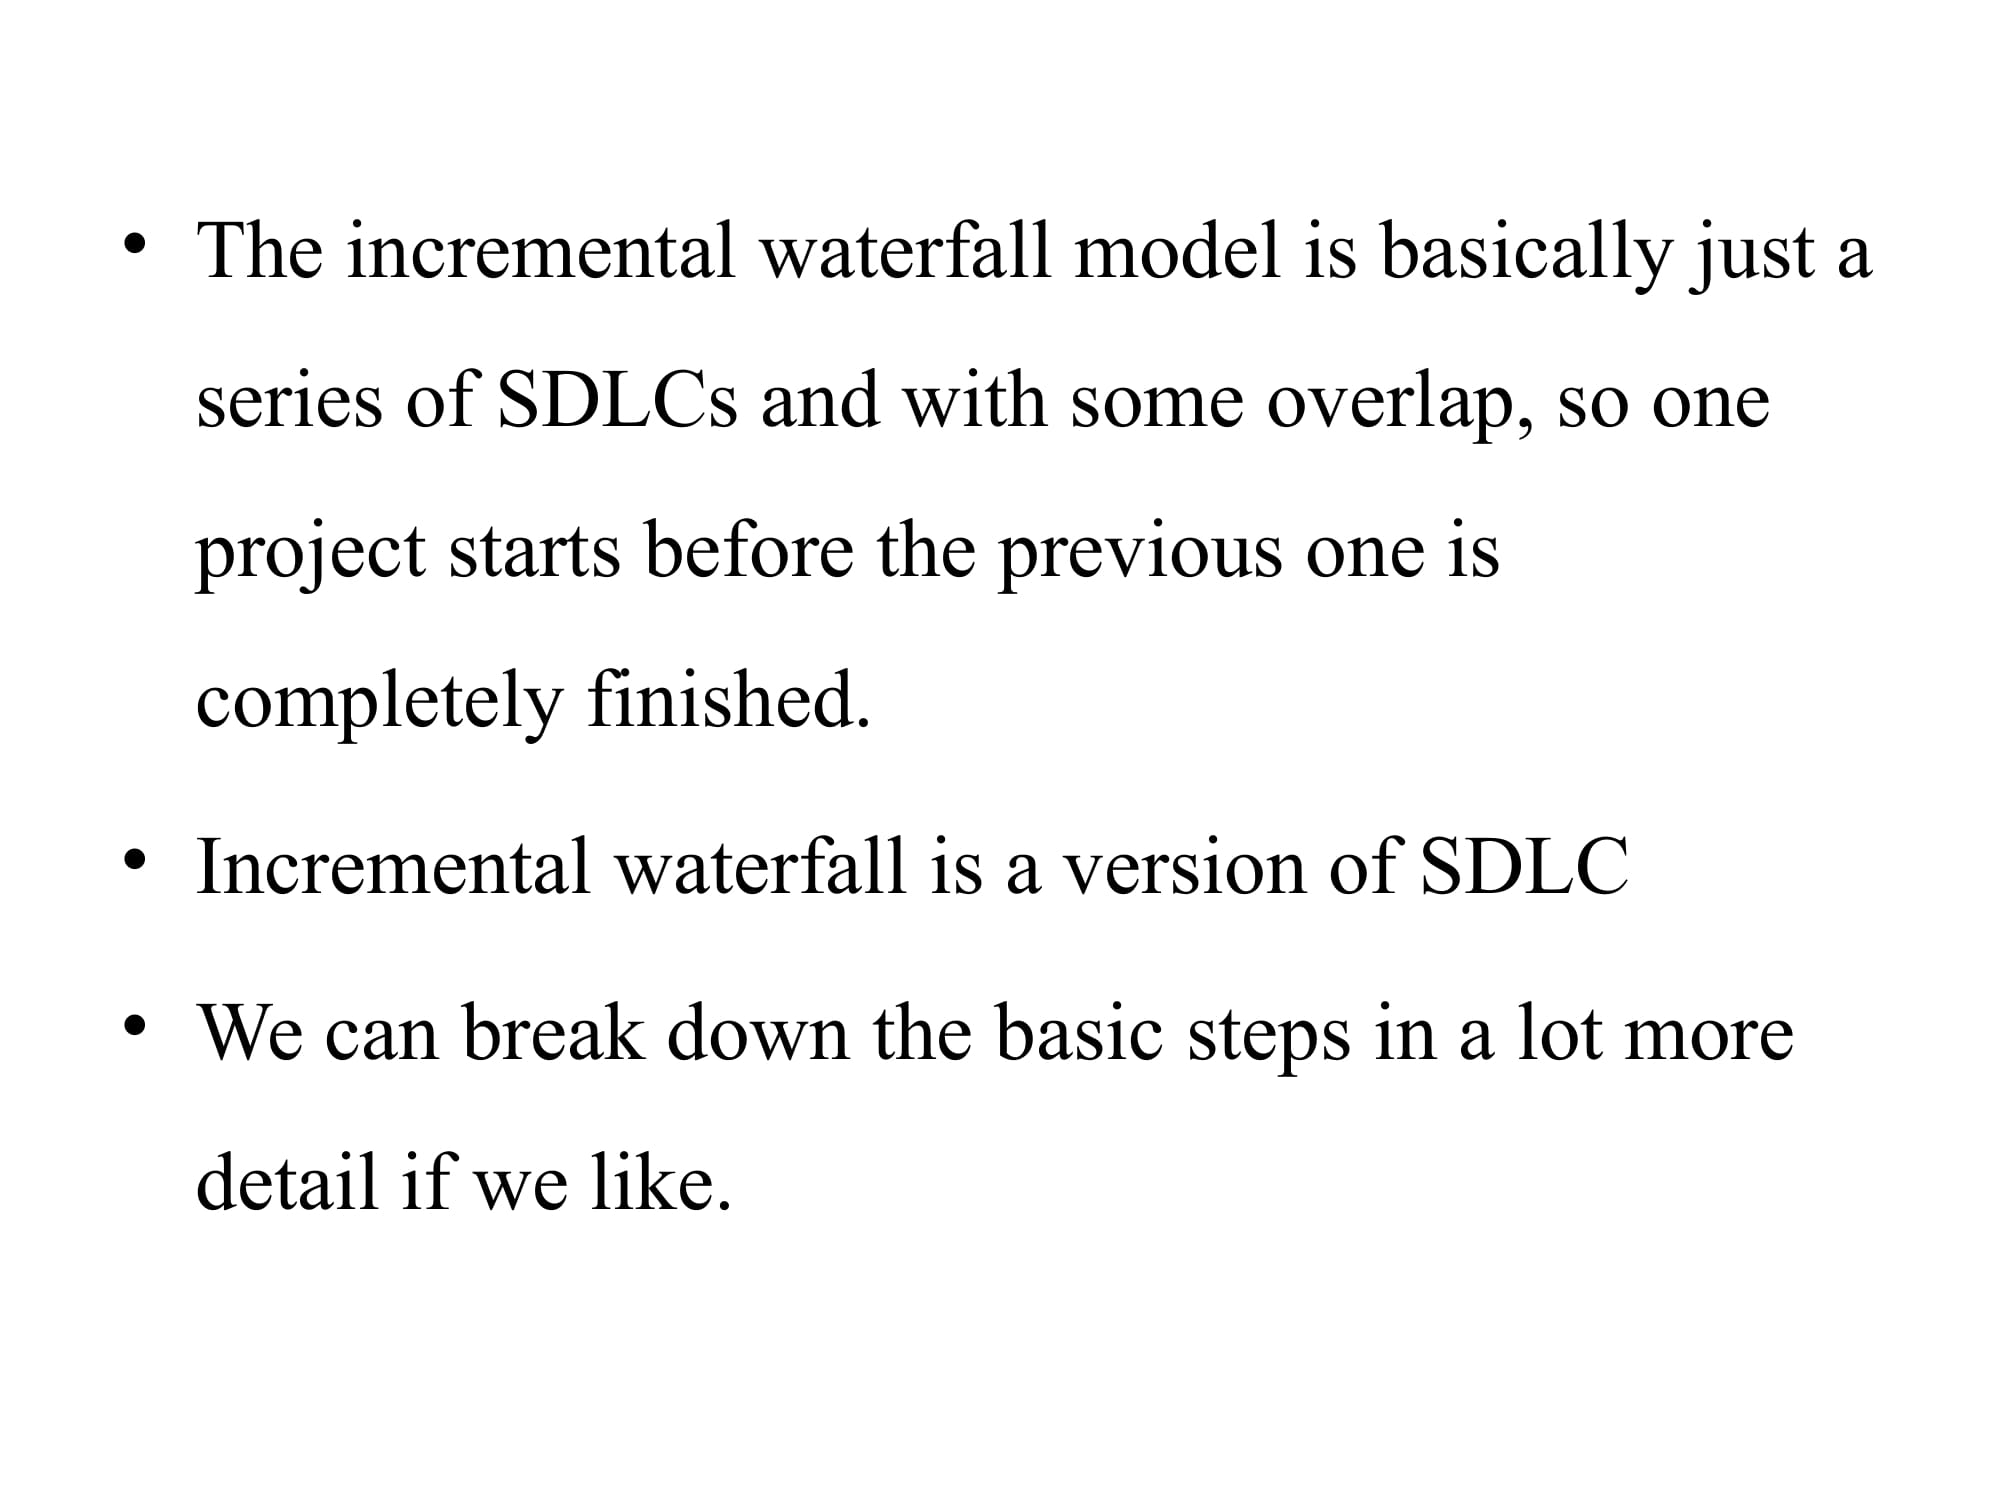 • The incremental waterfall model is basically just a
series of SDLCs and with some overlap, so one
project starts before the previous one is
completely finished.
• Incremental waterfall is a version of SDLC
• We can break down the basic steps in a lot more
detail if we like.